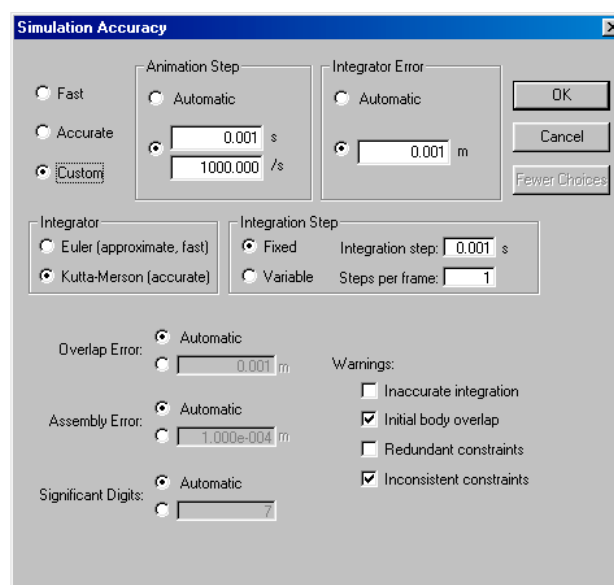 Simulation Accuracy
Fast
Accurate
Custom
Animation Step
Automatic
0.001 s
1000.000 /s
Integrator Error
Automatic
0.001 m
OK
Cancel
Fewer Choices
Integrator
Euler (approximate, fast)
Kutta-Merson (accurate)
Integration Step
Fixed
Variable
Integration step: 0.001 s
Steps per frame: 1
Overlap Error:
Automatic
0.001 m
Assembly Error:
Automatic
1.000e-004 m
Significant Digits:
Automatic
7
Warnings:
Inaccurate integration
Initial body overlap
Redundant constraints
Inconsistent constraints